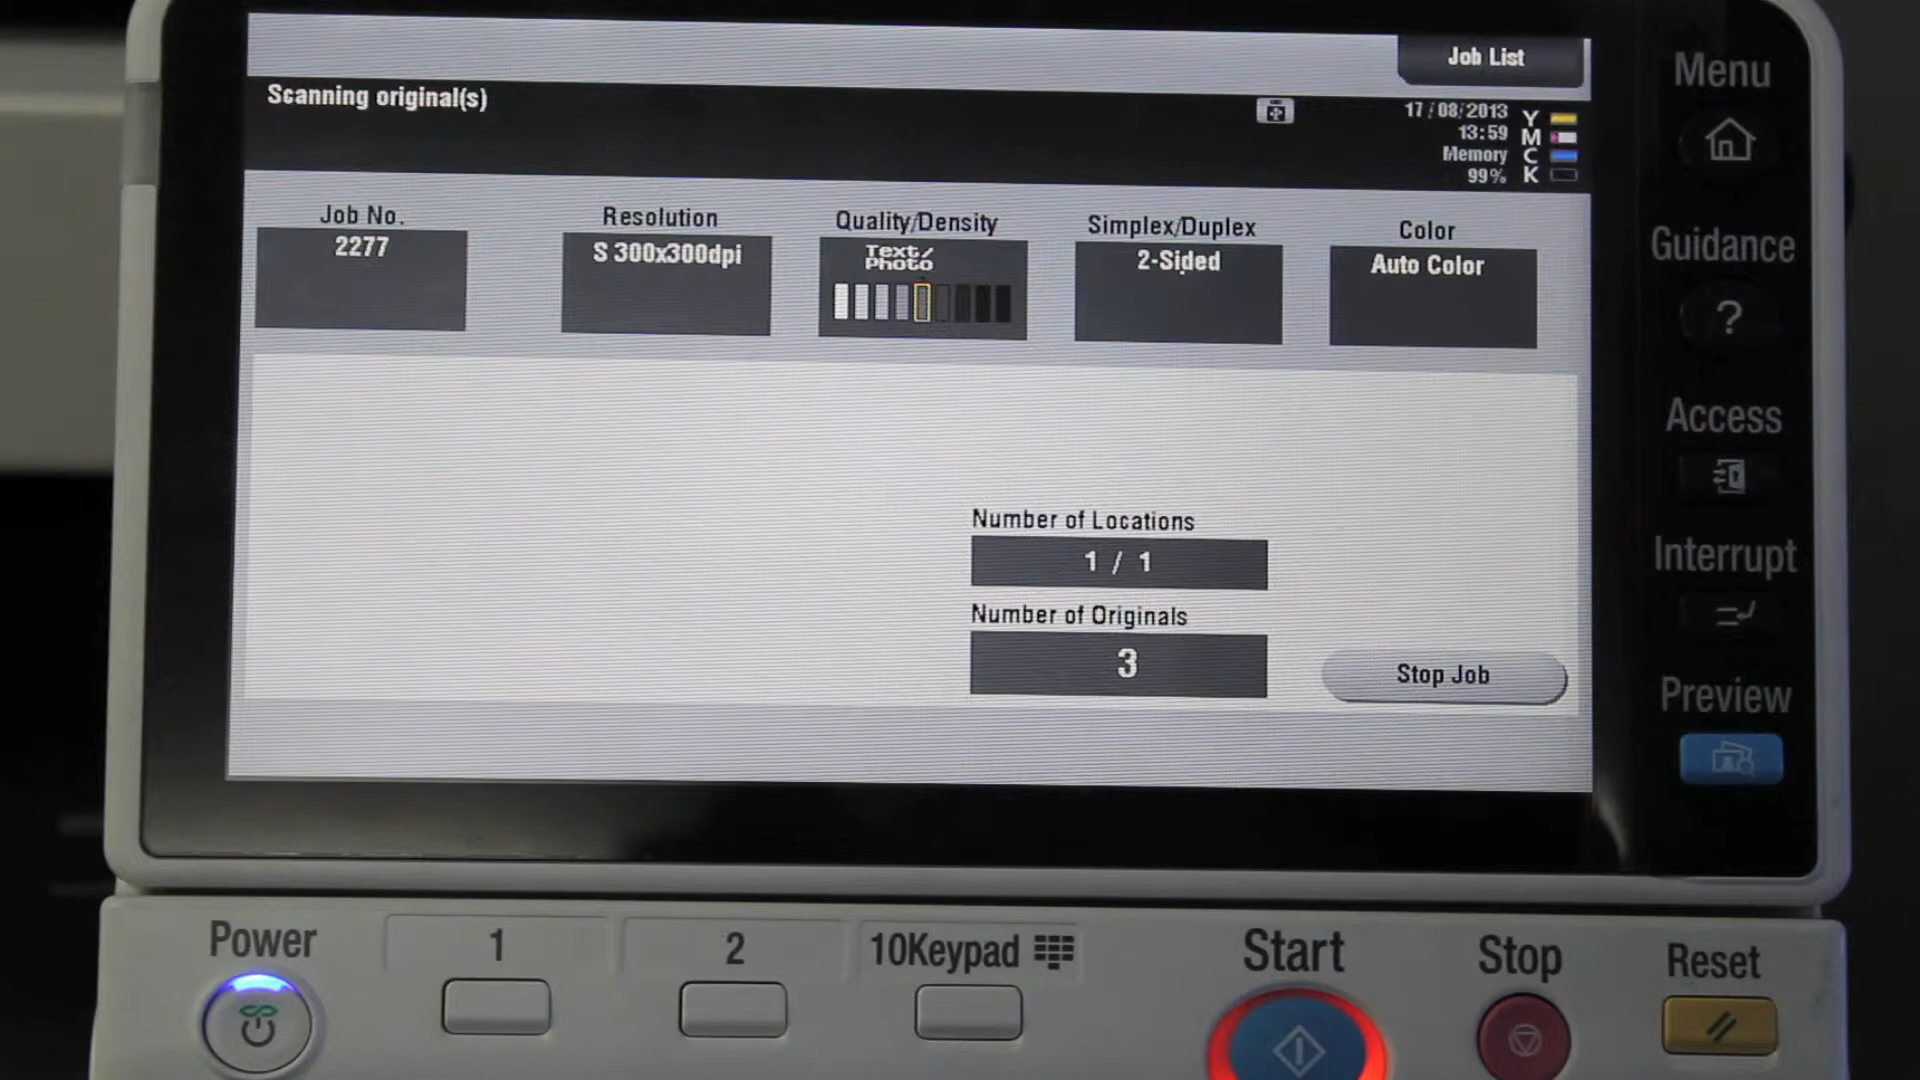 Job List
Scanning original(s)
17/08/2013
13:59
Memory
99%
Y
M
C
K
Job No.
2277
Resolution
S 300x300dpi
Quality/Density
Text/
Photo
Simplex/Duplex
2-Sided
Color
Auto Color
Number of Locations
1 / 1
Number of Originals
3
Stop Job
Menu
Guidance
?
Access
Interrupt
Preview
Power
1
2
10Keypad
Start
Stop
Reset